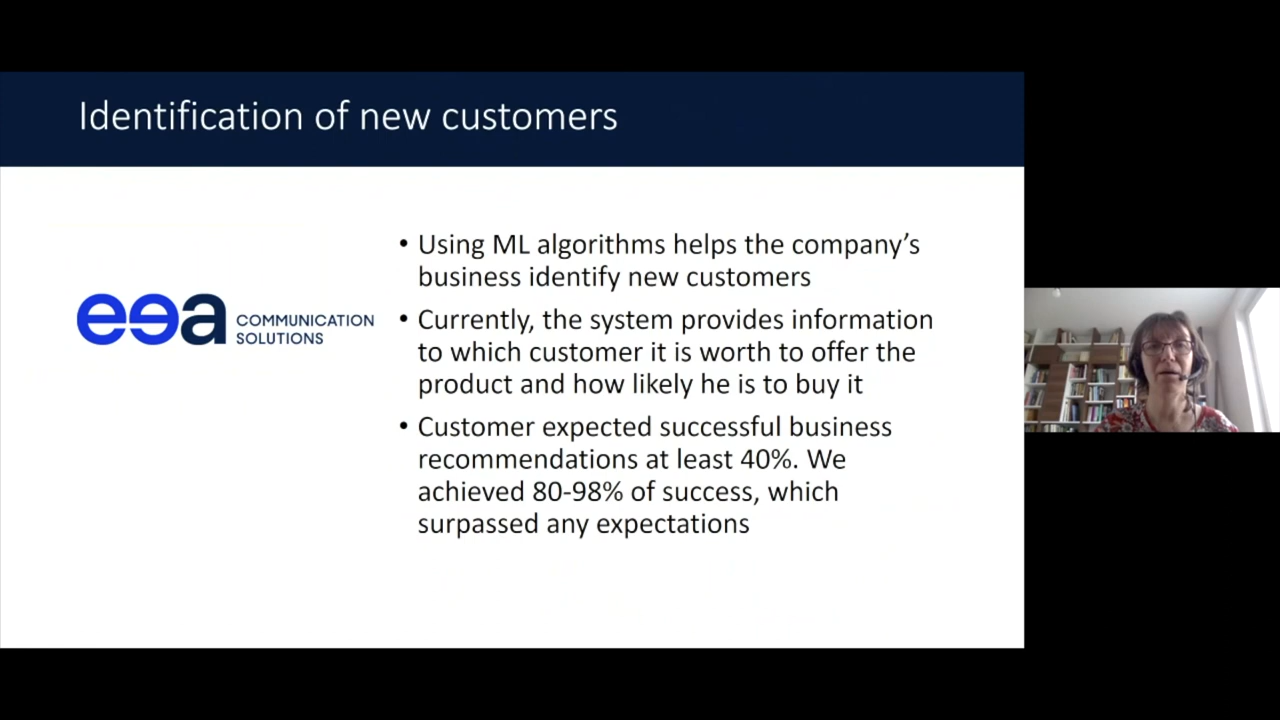 Identification of new customers
eea COMMUNICATION
SOLUTIONS
• Using ML algorithms helps the company’s
business identify new customers
• Currently, the system provides information
to which customer it is worth to offer the
product and how likely he is to buy it
• Customer expected successful business
recommendations at least 40%. We
achieved 80-98% of success, which
surpassed any expectations